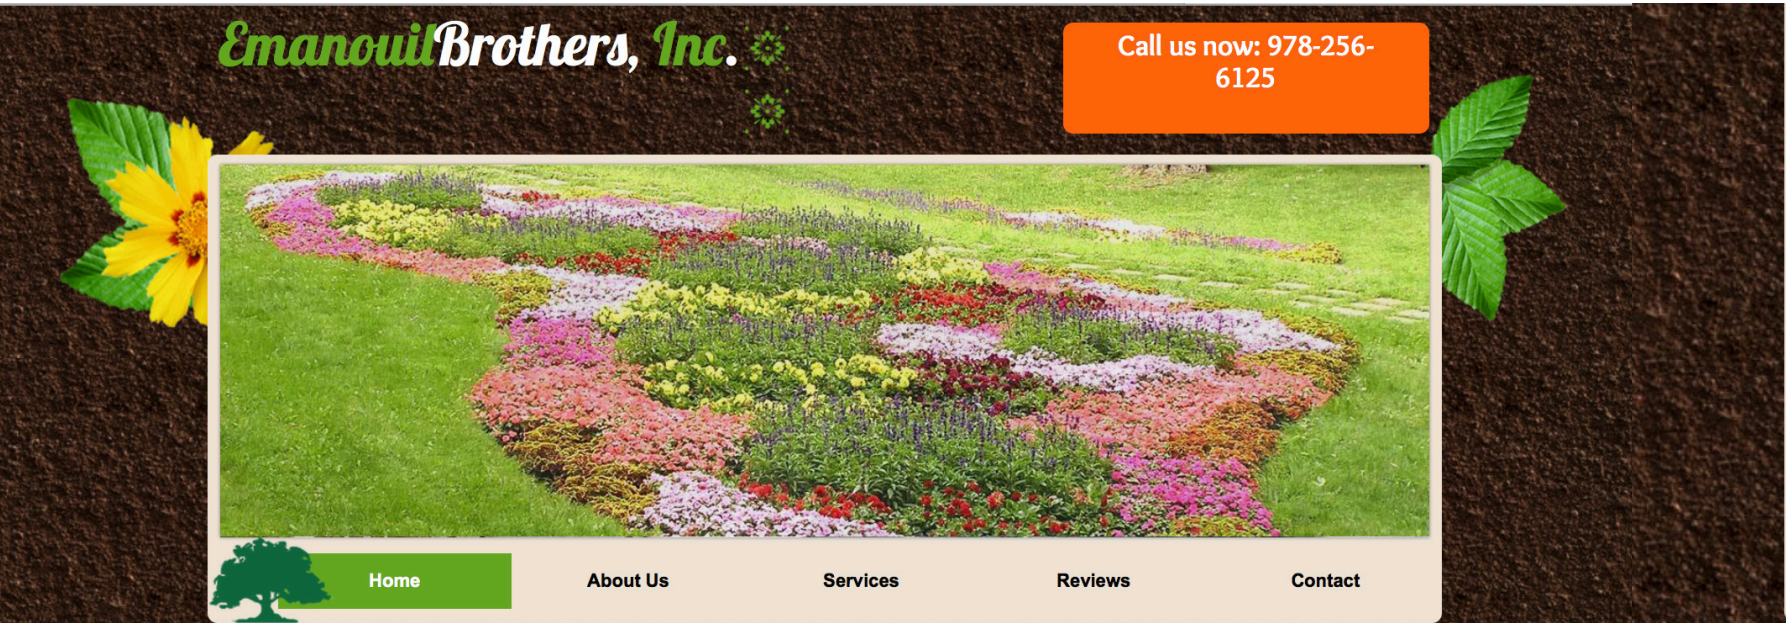 EmanouilBrothers, Inc.
Call us now: 978-256-
6125
Home
About Us
Services
Reviews
Contact